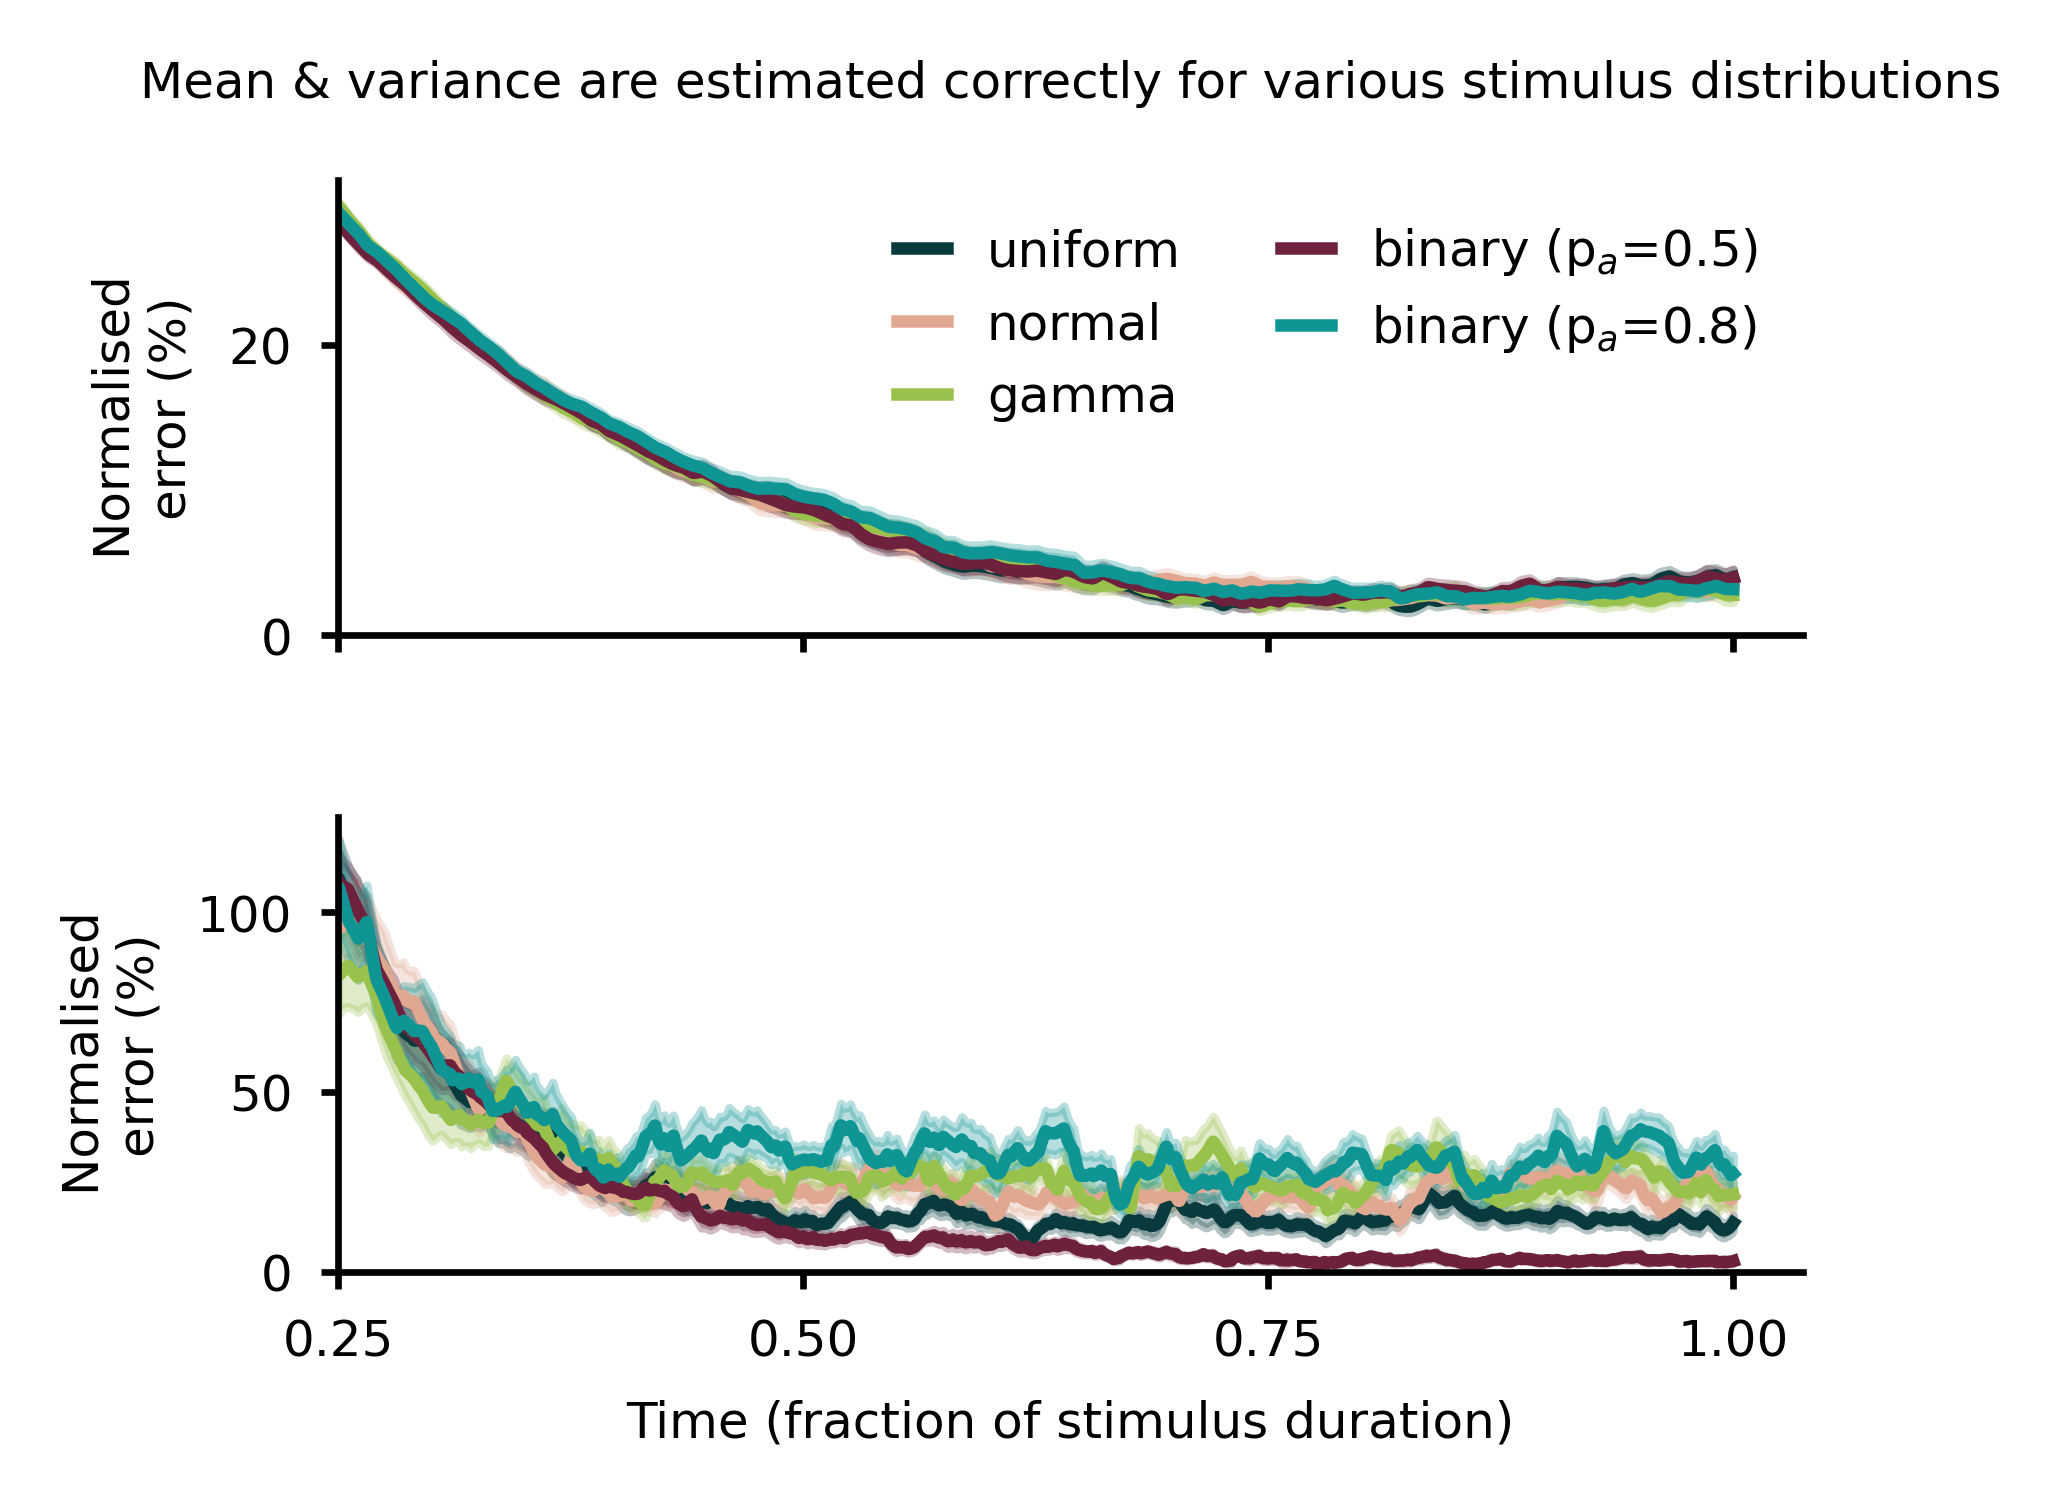 Mean & variance are estimated correctly for various stimulus distributions
Normalised
error (%)
20
0
uniform
normal
gamma
binary (pₐ=0.5)
binary (pₐ=0.8)
Normalised
error (%)
100
50
0
0.25 0.50 0.75 1.00
Time (fraction of stimulus duration)